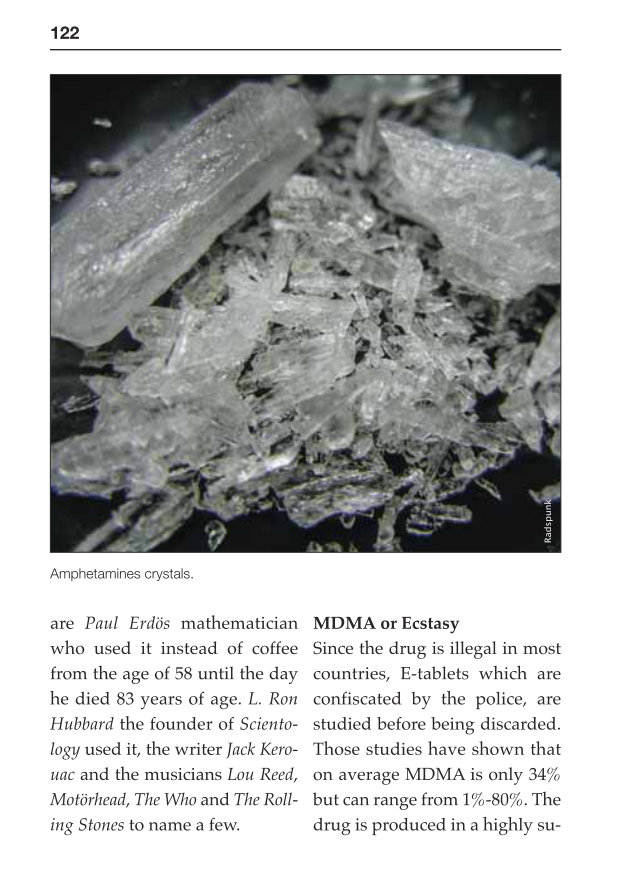 122
Radspunk
Amphetamines crystals.
are Paul Erdös mathematician
who used it instead of coffee
from the age of 58 until the day
he died 83 years of age. L. Ron
Hubbard the founder of Sciento-
logy used it, the writer Jack Kero-
uac and the musicians Lou Reed,
Motörhead, The Who and The Roll-
ing Stones to name a few.
MDMA or Ecstasy
Since the drug is illegal in most
countries, E-tablets which are
confiscated by the police, are
studied before being discarded.
Those studies have shown that
on average MDMA is only 34%
but can range from 1%-80%. The
drug is produced in a highly su-